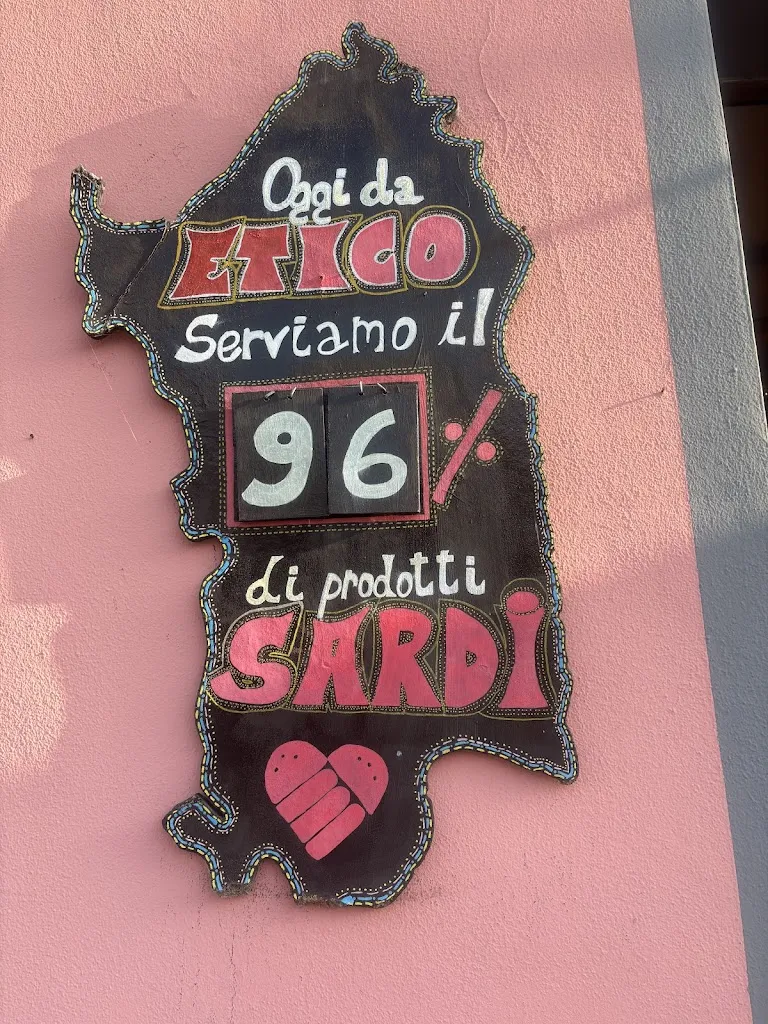 Oggi da
ETICO
Serviamo il
96%
di prodotti
SARDI